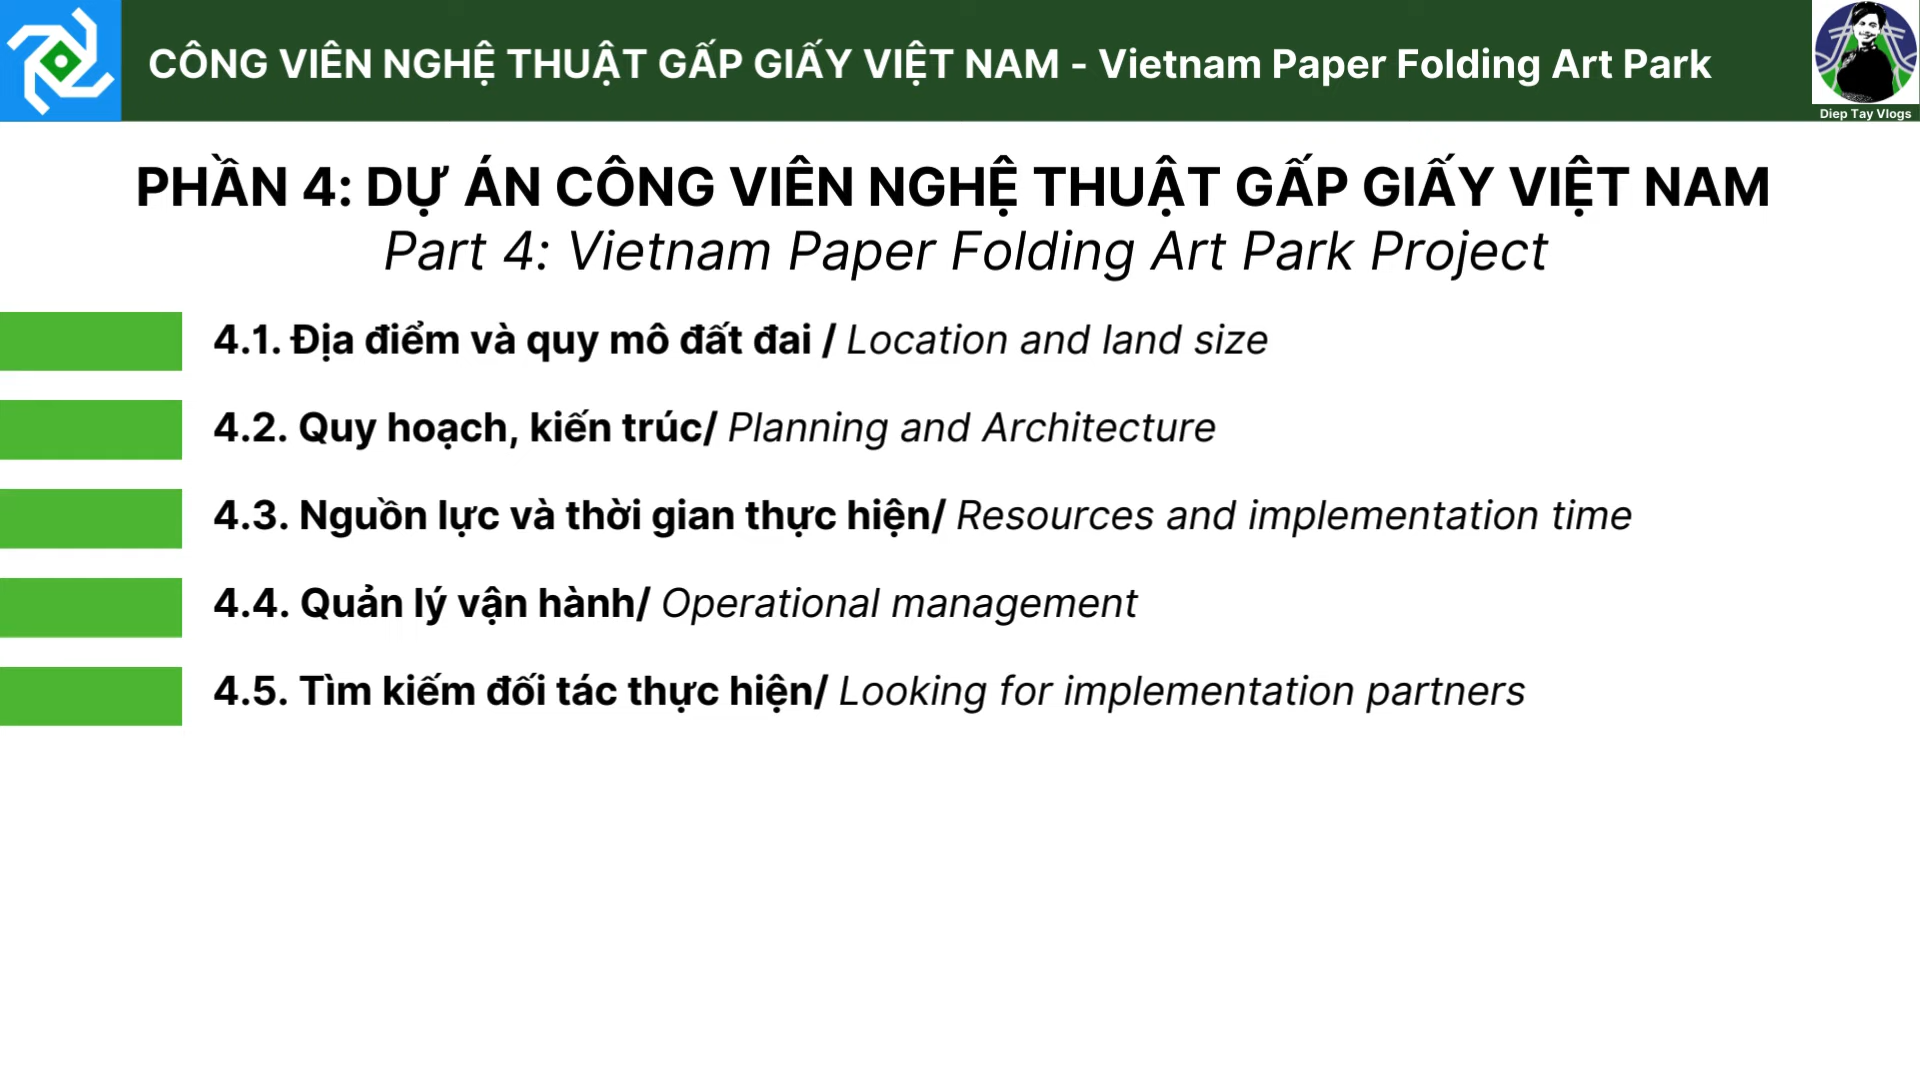 CÔNG VIÊN NGHỆ THUẬT GẤP GIẤY VIỆT NAM - Vietnam Paper Folding Art Park
Diep Tay Vlogs
PHẦN 4: DỰ ÁN CÔNG VIÊN NGHỆ THUẬT GẤP GIẤY VIỆT NAM
Part 4: Vietnam Paper Folding Art Park Project
4.1. Địa điểm và quy mô đất đai / Location and land size
4.2. Quy hoạch, kiến trúc/ Planning and Architecture
4.3. Nguồn lực và thời gian thực hiện/ Resources and implementation time
4.4. Quản lý vận hành/ Operational management
4.5. Tìm kiếm đối tác thực hiện/ Looking for implementation partners